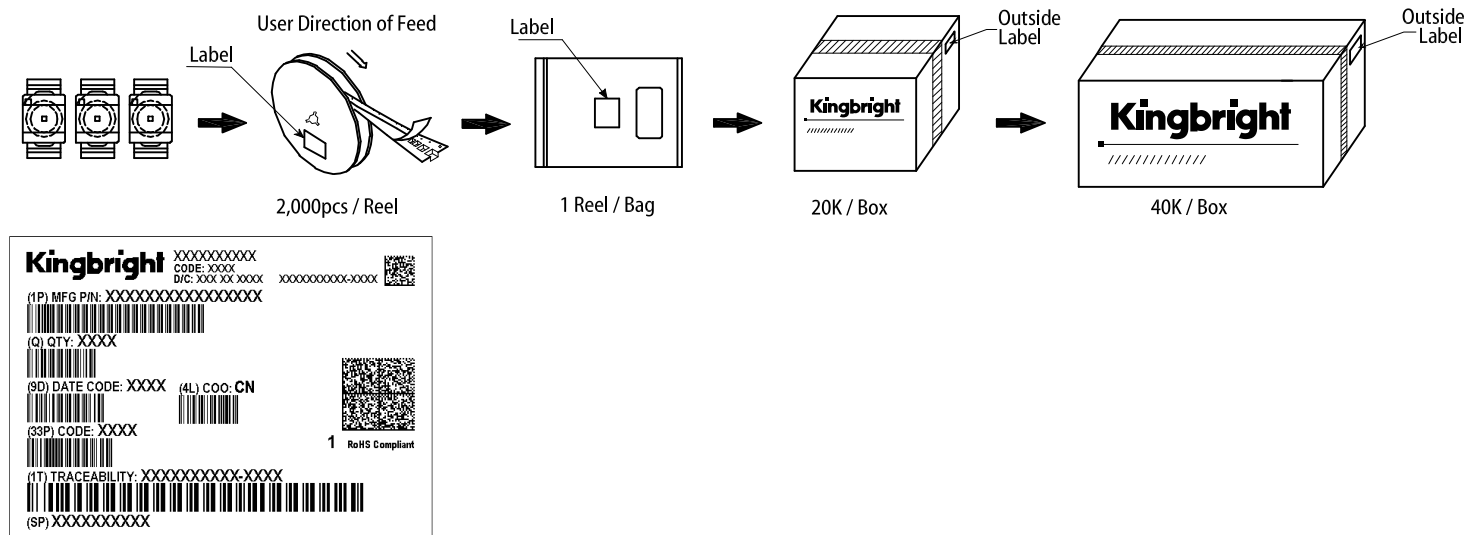 User Direction of Feed
Label
Label
Outside
Label
Outside
Label
Kingbright
Kingbright
2,000pcs / Reel
1 Reel / Bag
20K / Box
40K / Box
Kingbright
XXXXXXXXXX
CODE: XXXX
D/C: XXX XX XXXX XXXXXXXXXX-XXXX
(1P) MFG P/N: XXXXXXXXXXXXXXXX
(Q) QTY: XXXX
(9D) DATE CODE: XXXX (4L) COO: CN
(33P) CODE: XXXX
1 RoHS Compliant
(1T) TRACEABILITY: XXXXXXXXXX-XXXX
(SP) XXXXXXXXXX